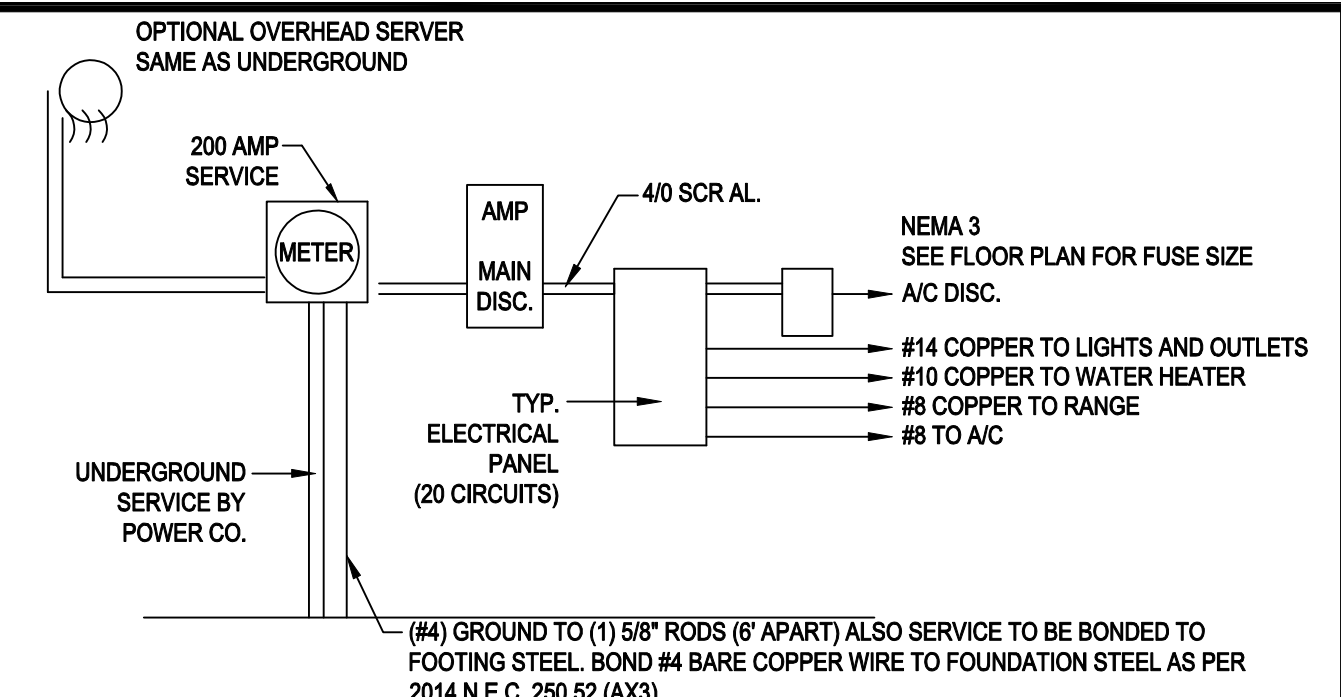 OPTIONAL OVERHEAD SERVER
SAME AS UNDERGROUND
200 AMP
SERVICE
METER
AMP
MAIN
DISC.
4/0 SCR AL.
NEMA 3
SEE FLOOR PLAN FOR FUSE SIZE
A/C DISC.
#14 COPPER TO LIGHTS AND OUTLETS
#10 COPPER TO WATER HEATER
#8 COPPER TO RANGE
#8 TO A/C
TYP.
ELECTRICAL
PANEL
(20 CIRCUITS)
UNDERGROUND
SERVICE BY
POWER CO.
(#4) GROUND TO (1) 5/8" RODS (6' APART) ALSO SERVICE TO BE BONDED TO
FOOTING STEEL. BOND #4 BARE COPPER WIRE TO FOUNDATION STEEL AS PER
2014 N.E.C. 250.52 (AX3)